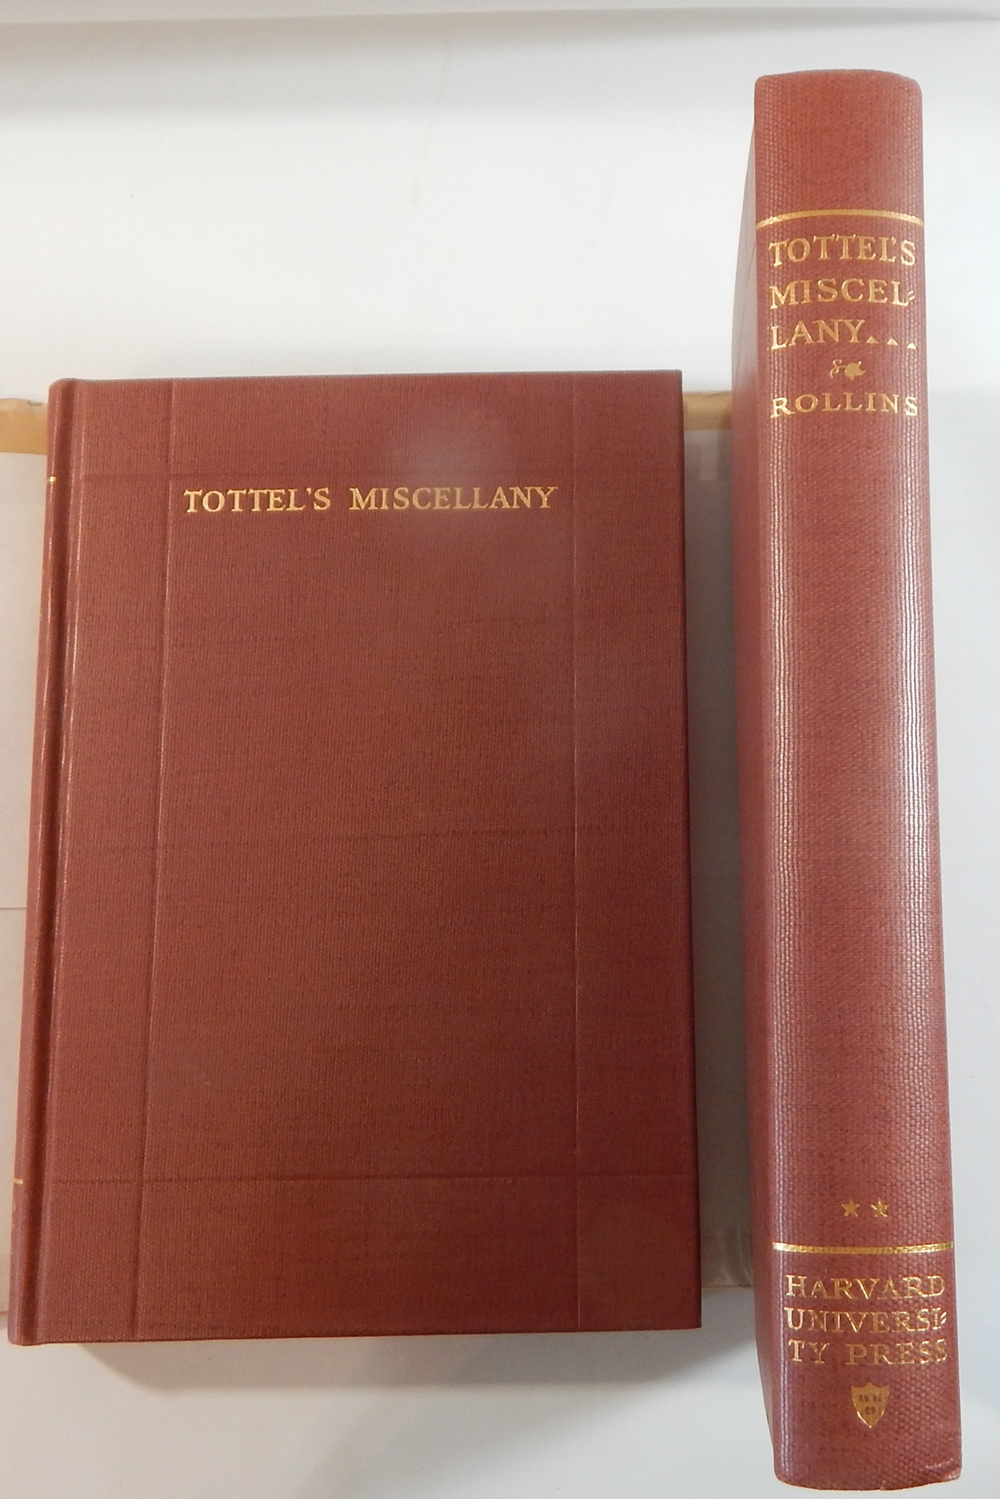 TOTTEL'S MISCELLANY
TOTTEL'S
MISCEL-
LANY...
ROLLINS
HARVARD
UNIVERSI-
TY PRESS